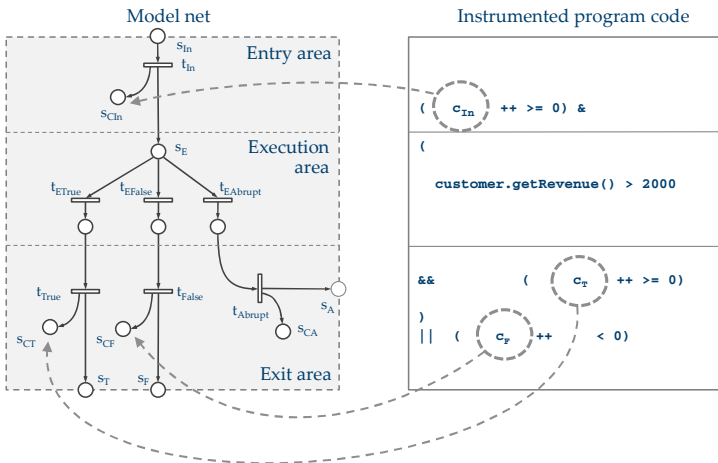 Model net
Instrumented program code
s_In
Entry area
t_In
s_CIn
( c_In ++ >= 0) &
s_E
Execution
area
(
t_ETrue t_EFalse t_EAbrupt
customer.getRevenue() > 2000
&& ( c_T ++ >= 0)
t_True t_False
t_Abrupt s_A
)
s_CT s_CF s_CA
|| ( c_F ++ < 0)
s_T s_F Exit area